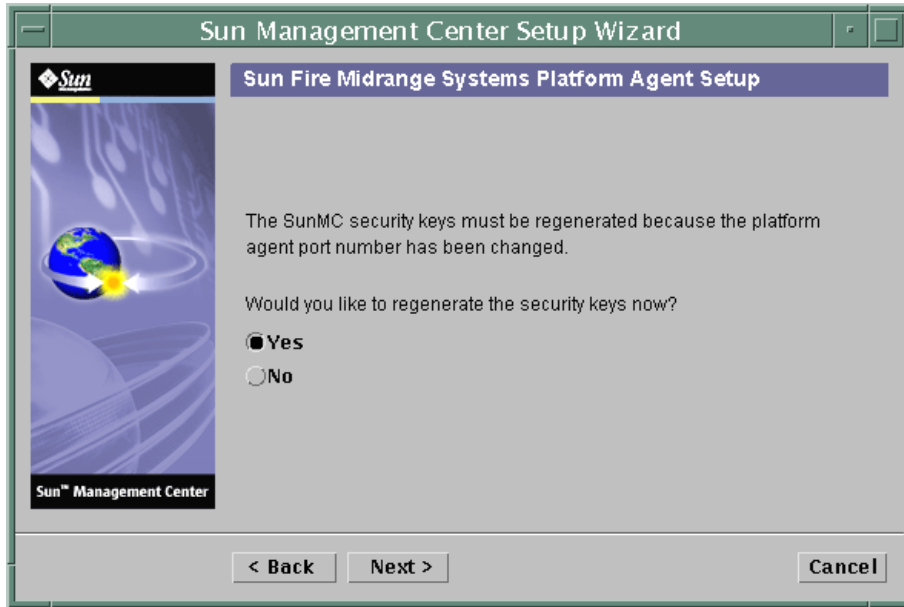 Sun Management Center Setup Wizard
Sun
Sun Fire Midrange Systems Platform Agent Setup
The SunMC security keys must be regenerated because the platform
agent port number has been changed.
Would you like to regenerate the security keys now?
Yes
No
Sun™ Management Center
< Back Next > Cancel